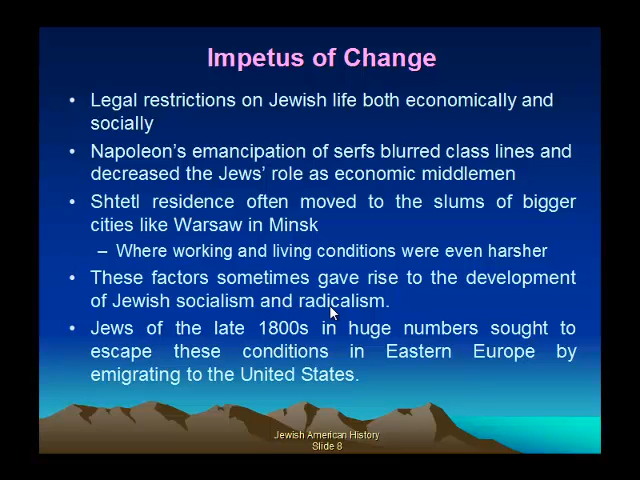 Impetus of Change
• Legal restrictions on Jewish life both economically and
socially
• Napoleon's emancipation of serfs blurred class lines and
decreased the Jews' role as economic middlemen
• Shtetl residence often moved to the slums of bigger
cities like Warsaw in Minsk
– Where working and living conditions were even harsher
• These factors sometimes gave rise to the development
of Jewish socialism and radicalism.
• Jews of the late 1800s in huge numbers sought to
escape these conditions in Eastern Europe by
emigrating to the United States.
Jewish American History
Slide 8